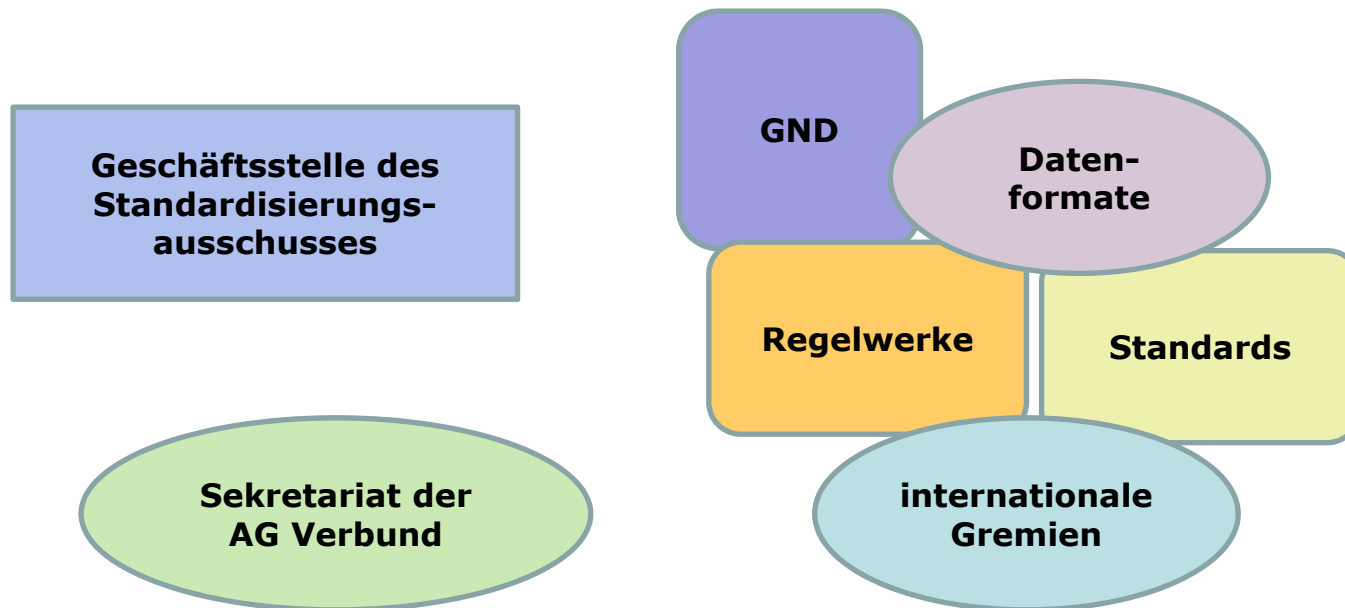 Geschäftsstelle des
Standardisierungs-
ausschusses
GND
Daten-
formate
Regelwerke
Standards
Sekretariat der
AG Verbund
internationale
Gremien